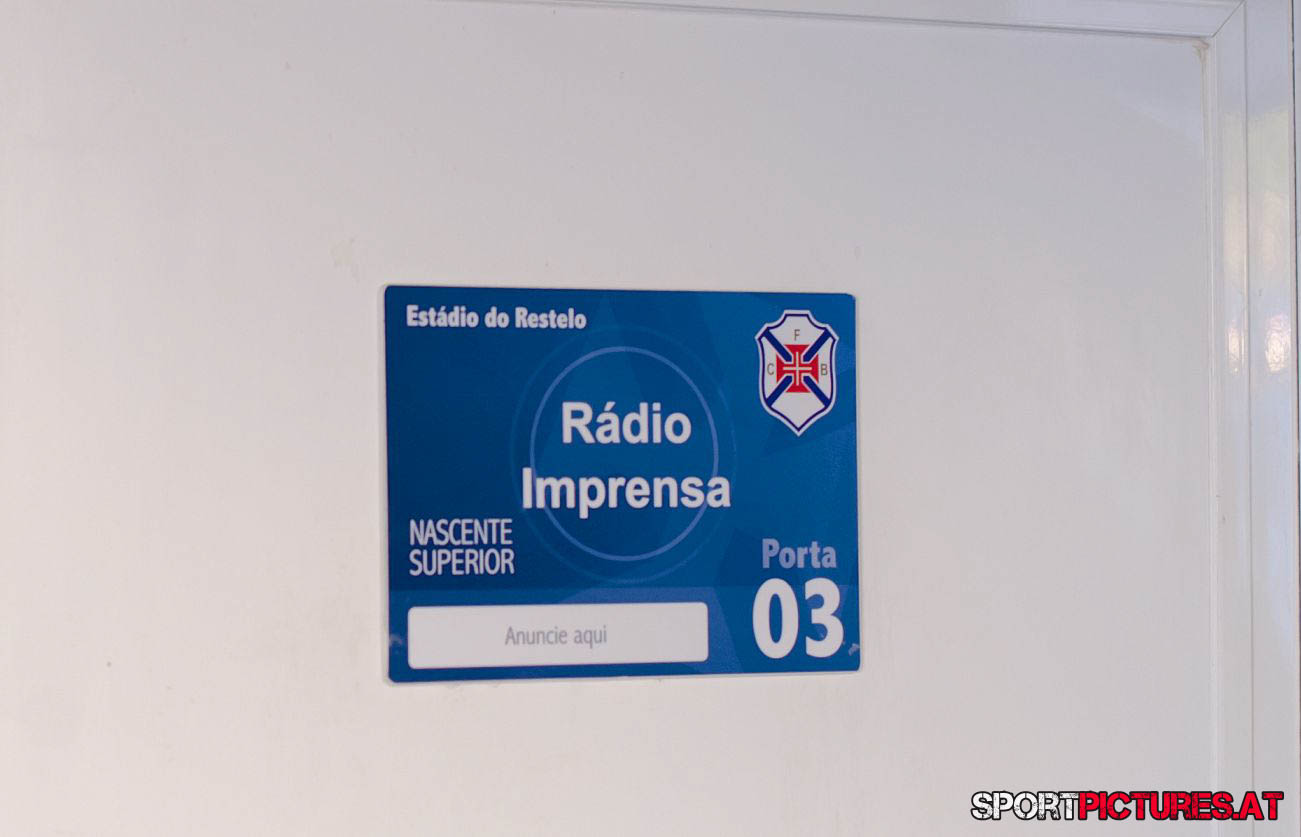 Estádio do Restelo
F
C B
Rádio
Imprensa
NASCENTE
SUPERIOR
Porta
03
Anuncie aqui
SPORTPICTURES.AT